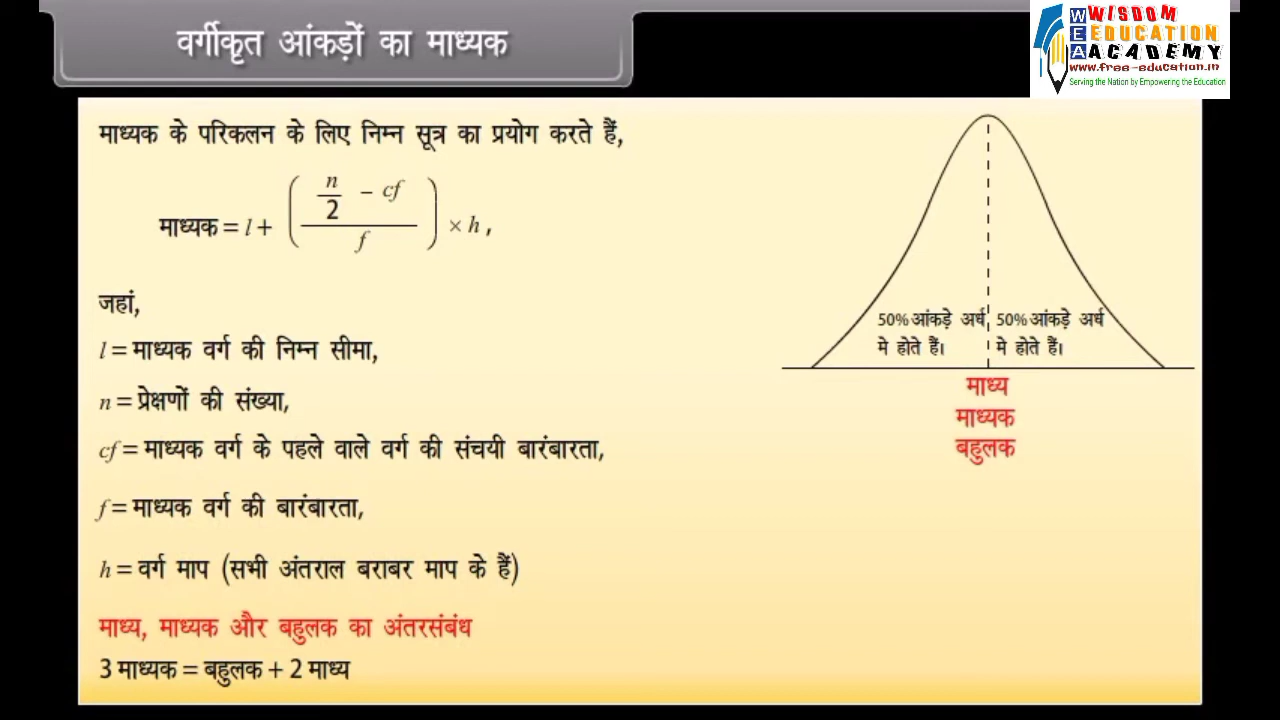 वर्गीकृत आंकड़ों का माध्यक
WEA
WISDOM
EDUCATION
ACADEMY
www.free-education.in
Serving the Nation by Empowering the Education
माध्यक के परिकलन के लिए निम्न सूत्र का प्रयोग करते हैं,
माध्यक = l + ( (n/2 − cf) / f ) × h ,
जहां,
l = माध्यक वर्ग की निम्न सीमा,
n = प्रेक्षणों की संख्या,
cf = माध्यक वर्ग के पहले वाले वर्ग की संचयी बारंबारता,
f = माध्यक वर्ग की बारंबारता,
h = वर्ग माप (सभी अंतराल बराबर माप के हैं)
माध्य, माध्यक और बहुलक का अंतरसंबंध
3 माध्यक = बहुलक + 2 माध्य
50% आंकड़े अर्ध
मे होते हैं।
50% आंकड़े अर्ध
मे होते हैं।
माध्य
माध्यक
बहुलक